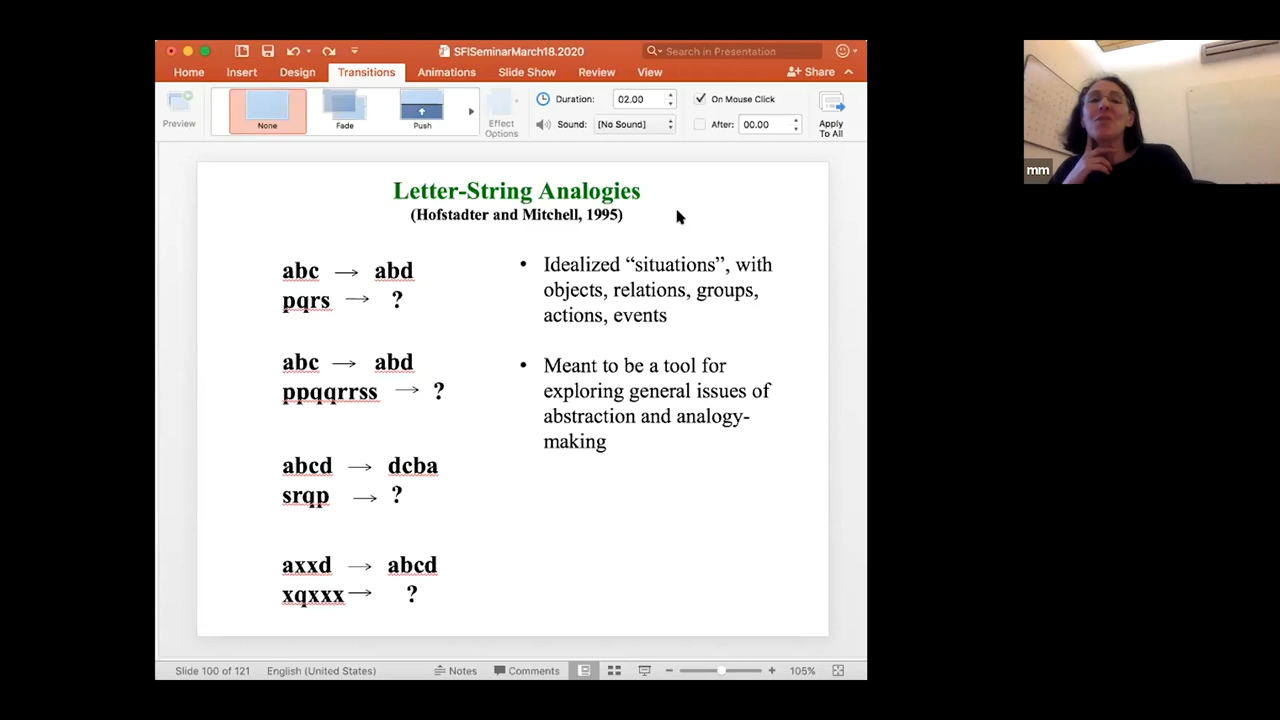 SFISeminarMarch18.2020
Search in Presentation
Home Insert Design Transitions Animations Slide Show Review View Share
Preview
None
Fade
Push
Effect Options
Duration: 02.00
Sound: [No Sound]
On Mouse Click
After: 00.00
Apply To All
mm
Letter-String Analogies
(Hofstadter and Mitchell, 1995)
abc → abd
pqrs → ?
abc → abd
ppqqrrss → ?
abcd → dcba
srqp → ?
axxd → abcd
xqxxx → ?
• Idealized “situations”, with
objects, relations, groups,
actions, events
• Meant to be a tool for
exploring general issues of
abstraction and analogy-
making
Slide 100 of 121 English (United States) Notes Comments 105%